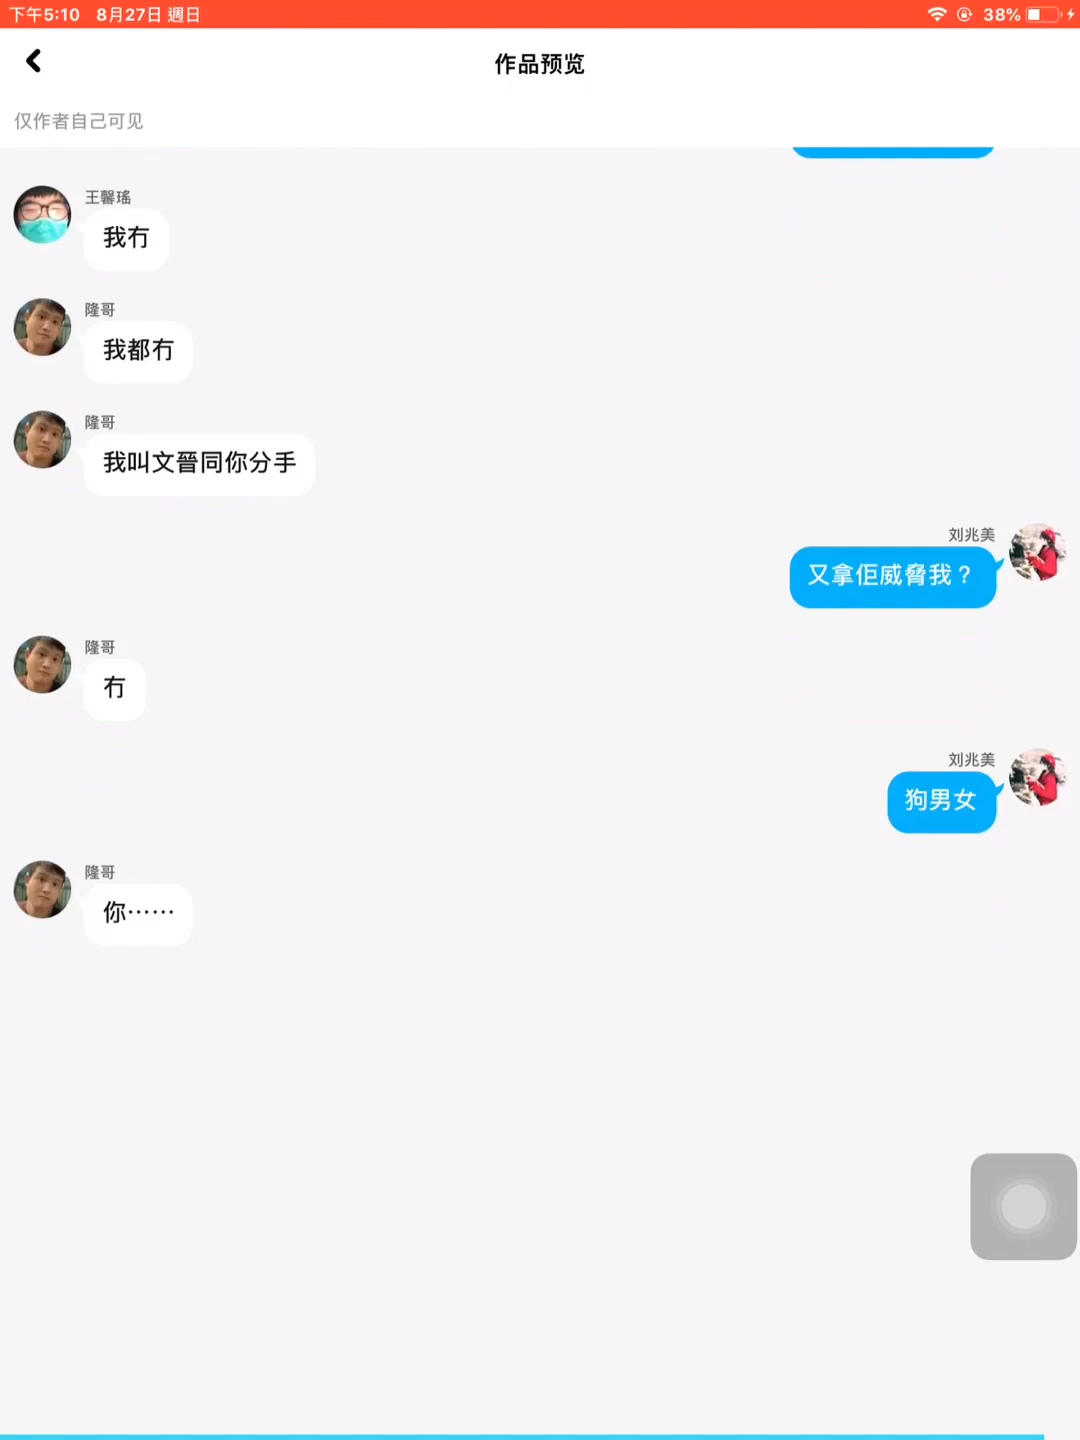 下午5:10 8月27日 週日
38%
作品预览
仅作者自己可见
王馨瑤
我冇
隆哥
我都冇
隆哥
我叫文晉同你分手
刘兆美
又拿佢威脅我？
隆哥
冇
刘兆美
狗男女
隆哥
你……